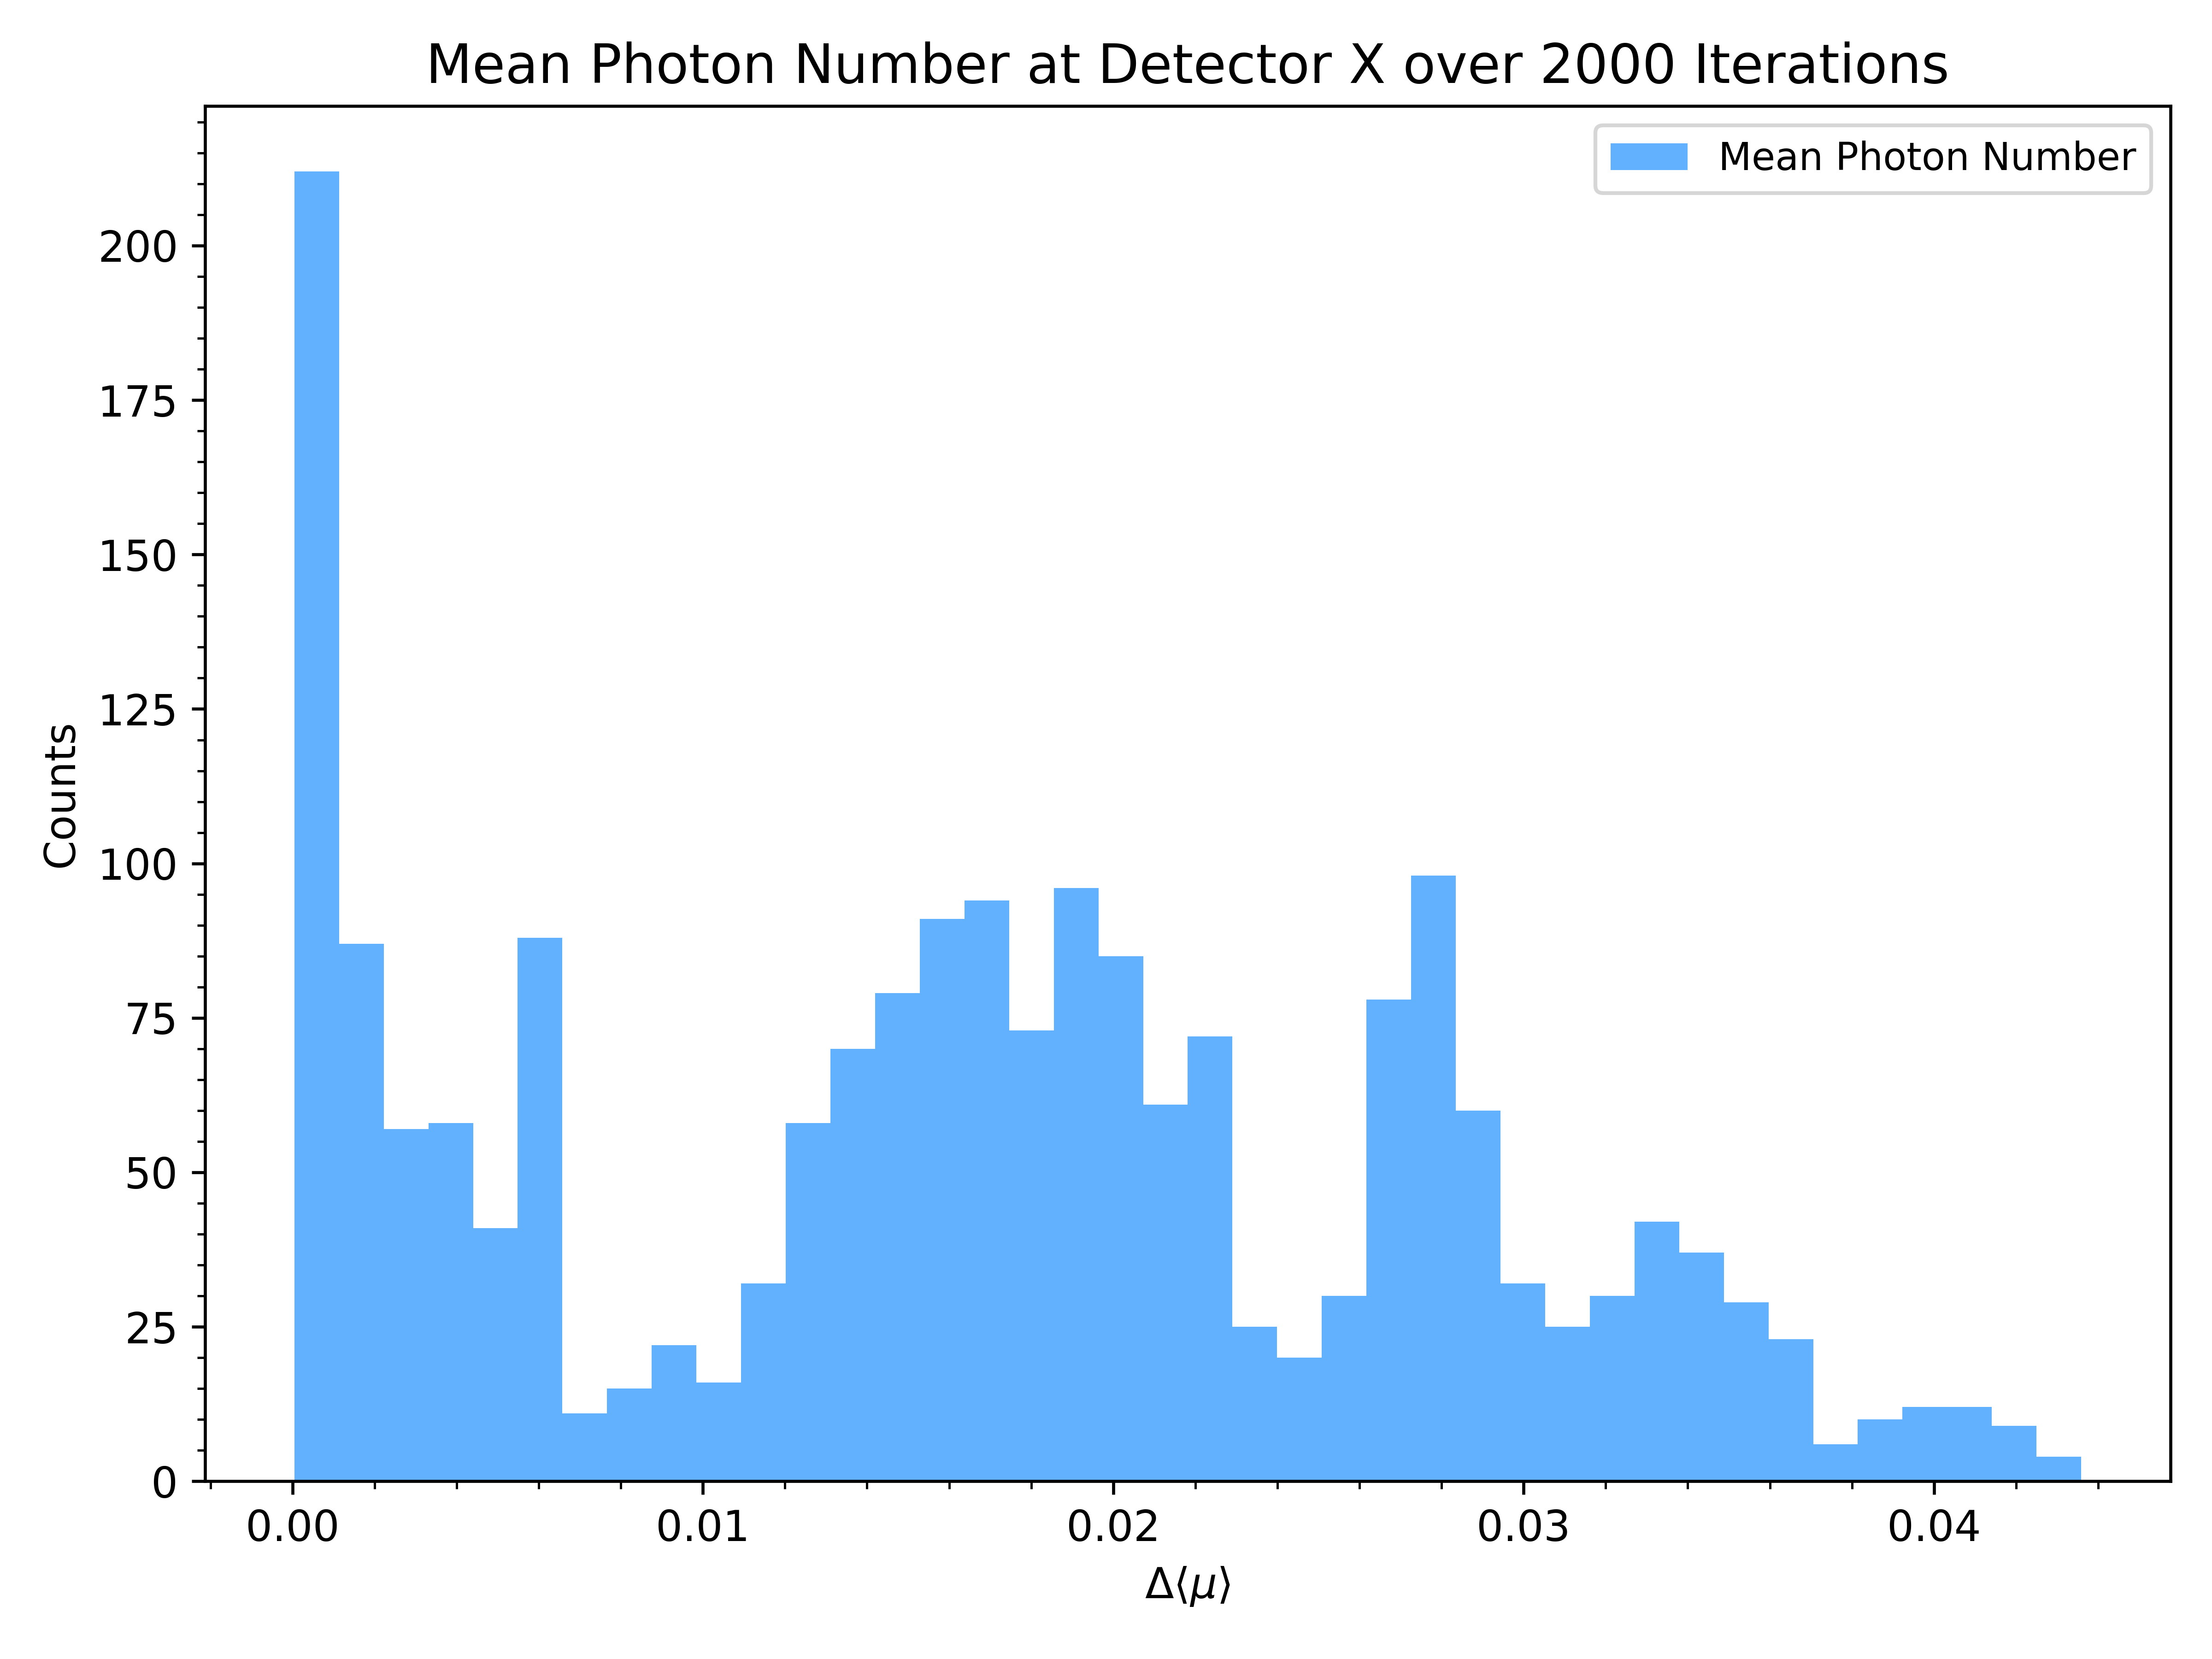 Mean Photon Number at Detector X over 2000 Iterations
Mean Photon Number
Counts
200
175
150
125
100
75
50
25
0
0.00 0.01 0.02 0.03 0.04
Δ⟨μ⟩